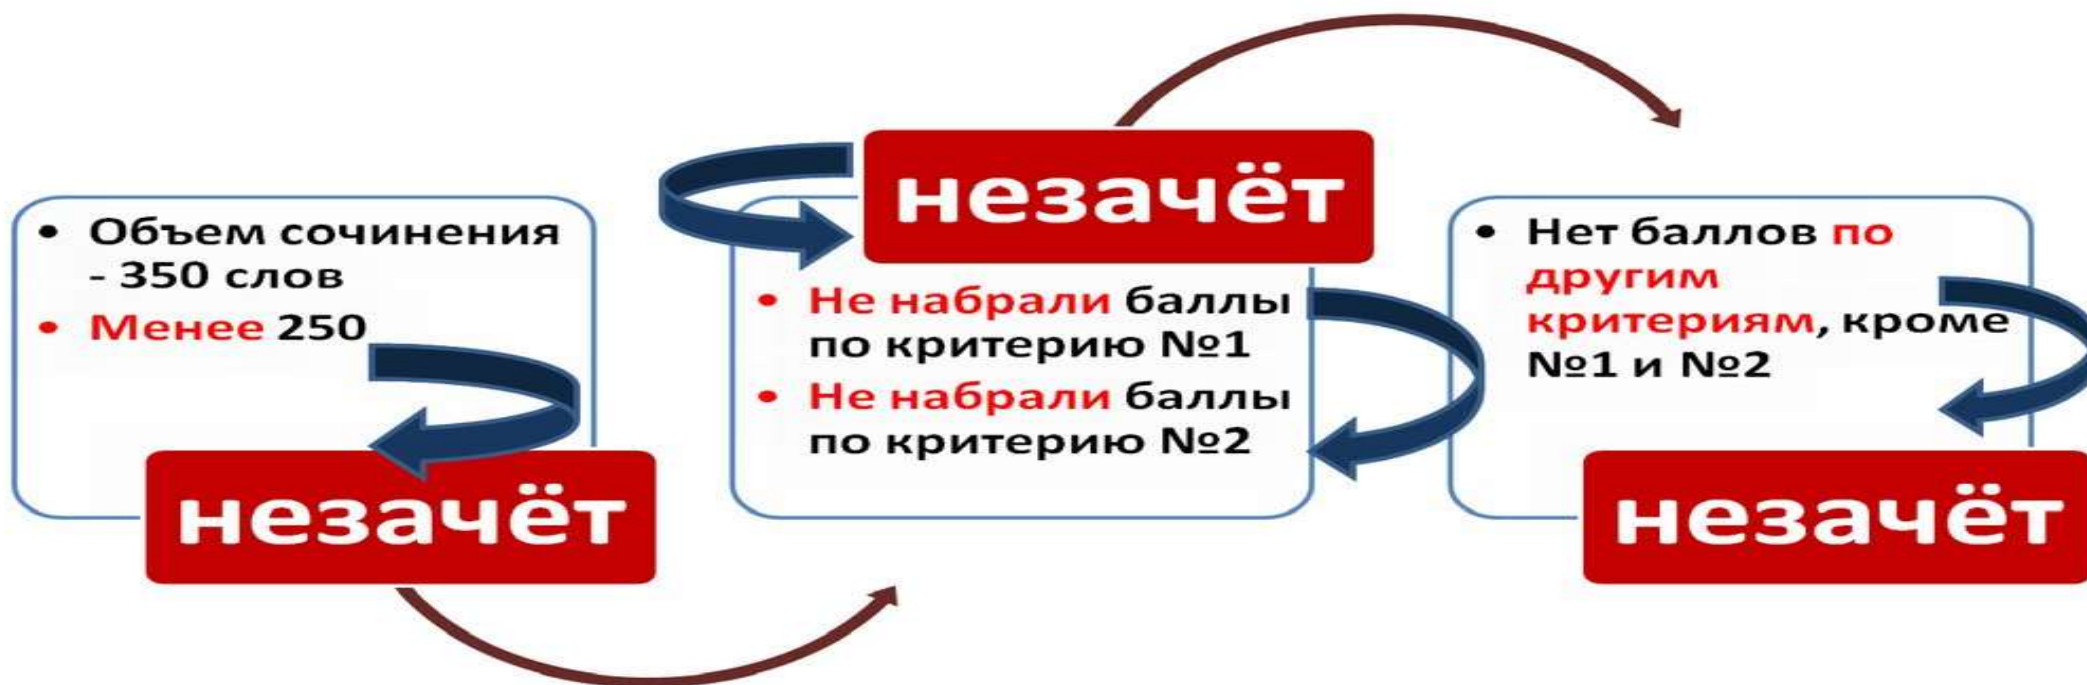 • Объем сочинения
- 350 слов
• Менее 250
незачёт
незачёт
• Не набрали баллы
по критерию №1
• Не набрали баллы
по критерию №2
• Нет баллов по
другим
критериям, кроме
№1 и №2
незачёт